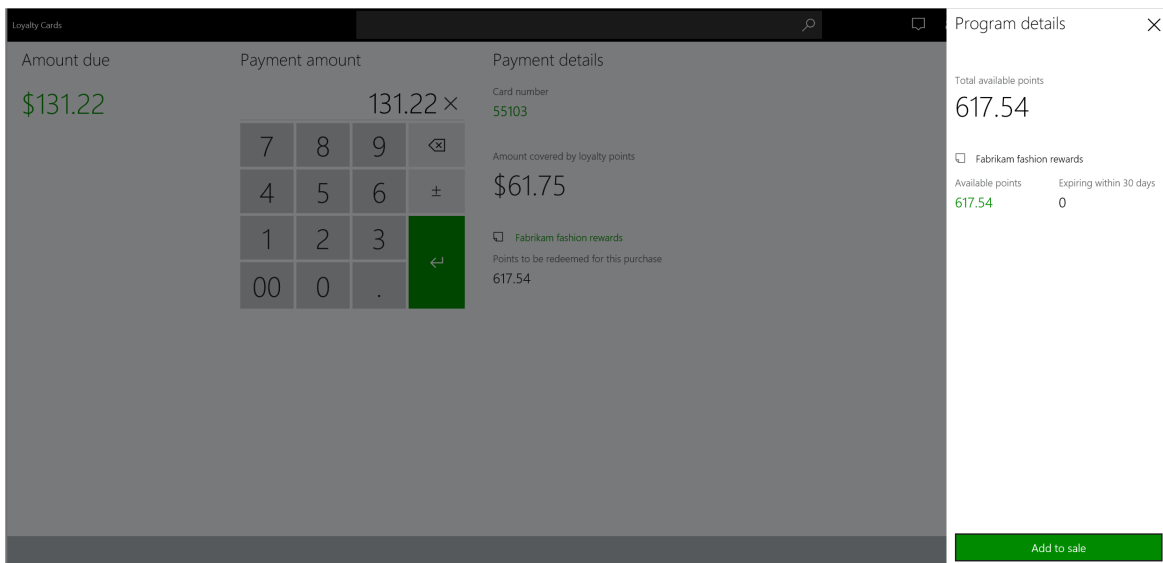 Loyalty Cards
Amount due
$131.22
Payment amount
131.22 ×
7 8 9
4 5 6 ±
1 2 3
00 0 .
Payment details
Card number
55103
Amount covered by loyalty points
$61.75
Fabrikam fashion rewards
Points to be redeemed for this purchase
617.54
Program details
Total available points
617.54
Fabrikam fashion rewards
Available points Expiring within 30 days
617.54 0
Add to sale